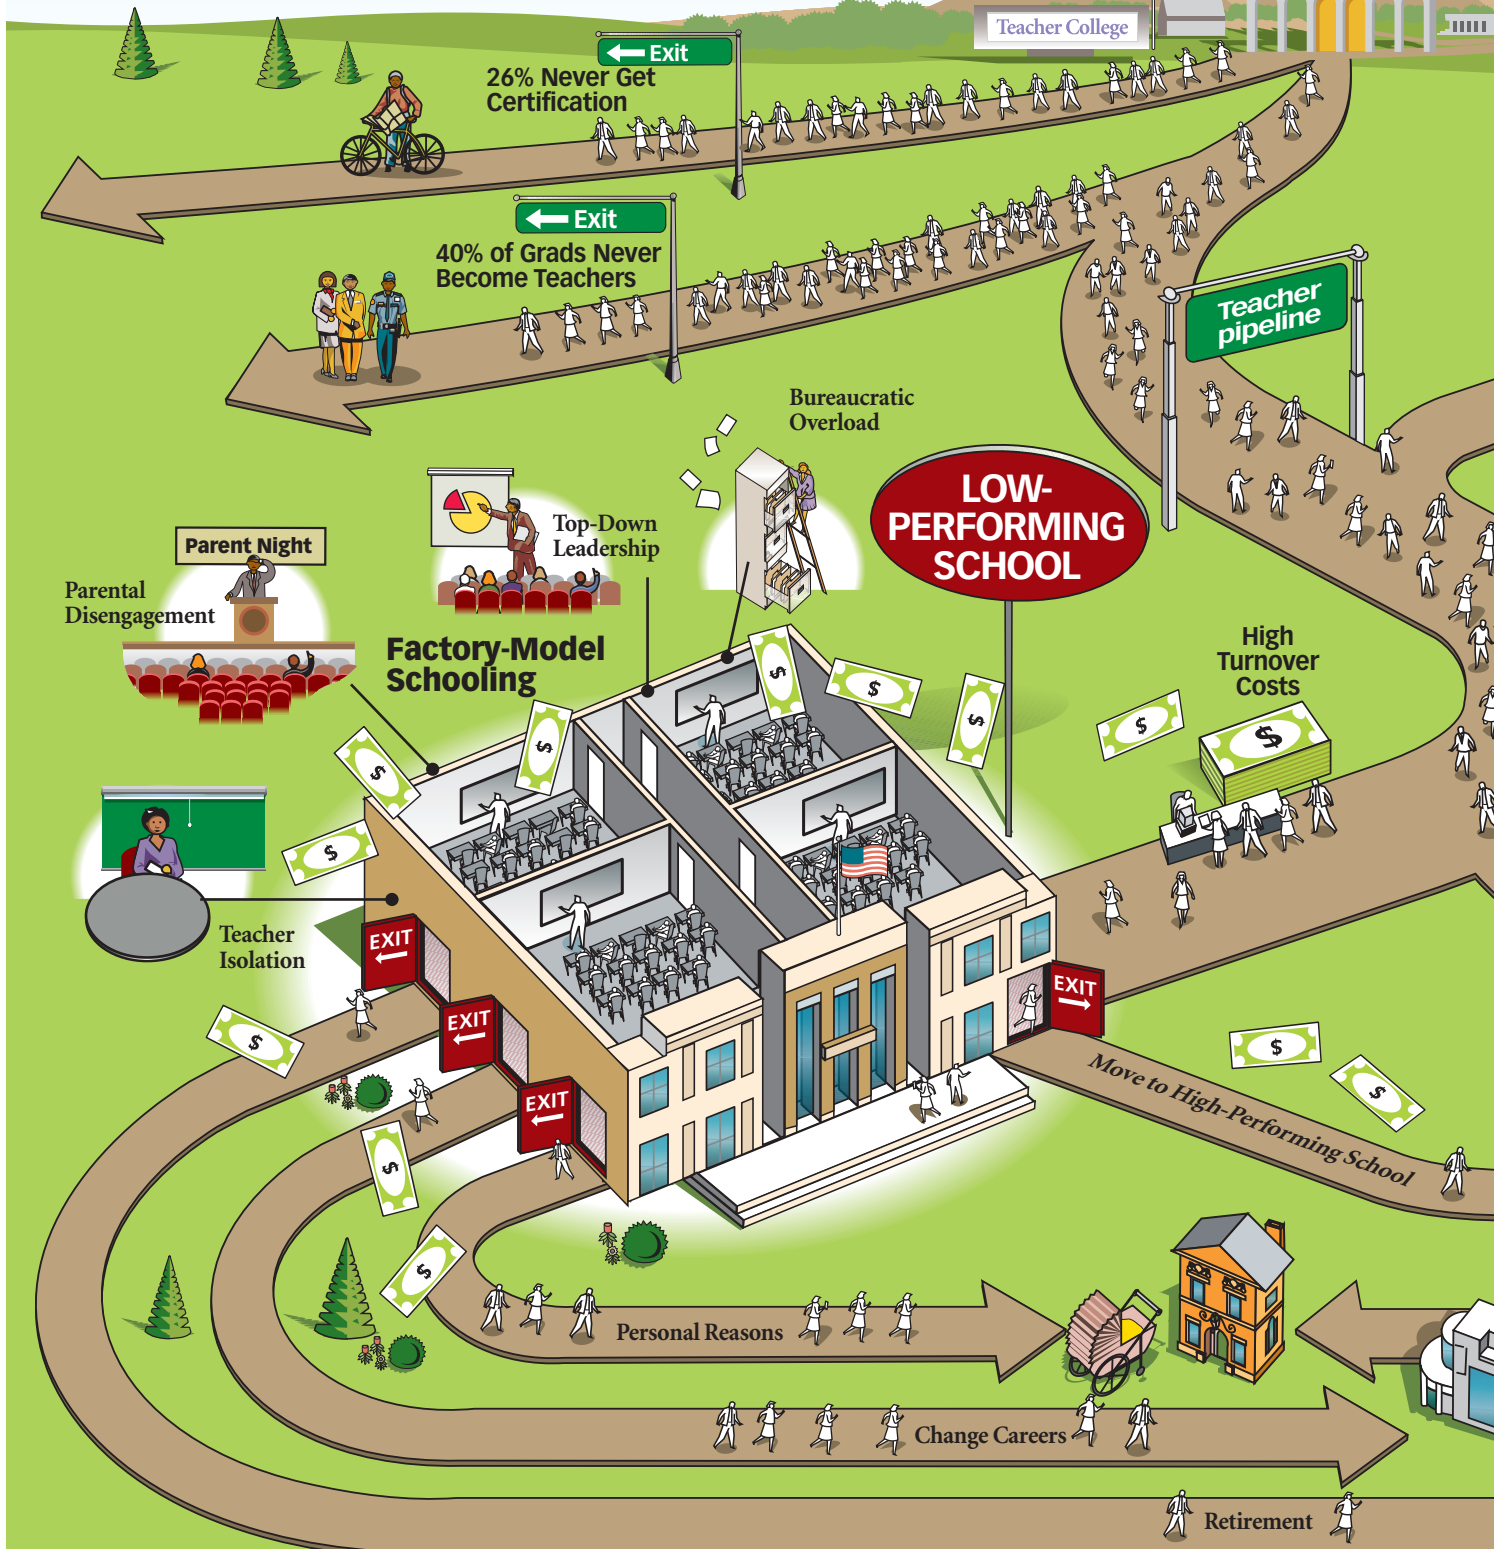 Teacher College
Exit
26% Never Get
Certification
Exit
40% of Grads Never
Become Teachers
Teacher
pipeline
Bureaucratic
Overload
LOW-
PERFORMING
SCHOOL
Top-Down
Leadership
Parent Night
Parental
Disengagement
Factory-Model
Schooling
High
Turnover
Costs
$
$
$
$
$
$
$
$
Teacher
Isolation
EXIT
EXIT
EXIT
EXIT
$
$
$
$
$
Move to High-Performing School
Personal Reasons
Change Careers
Retirement